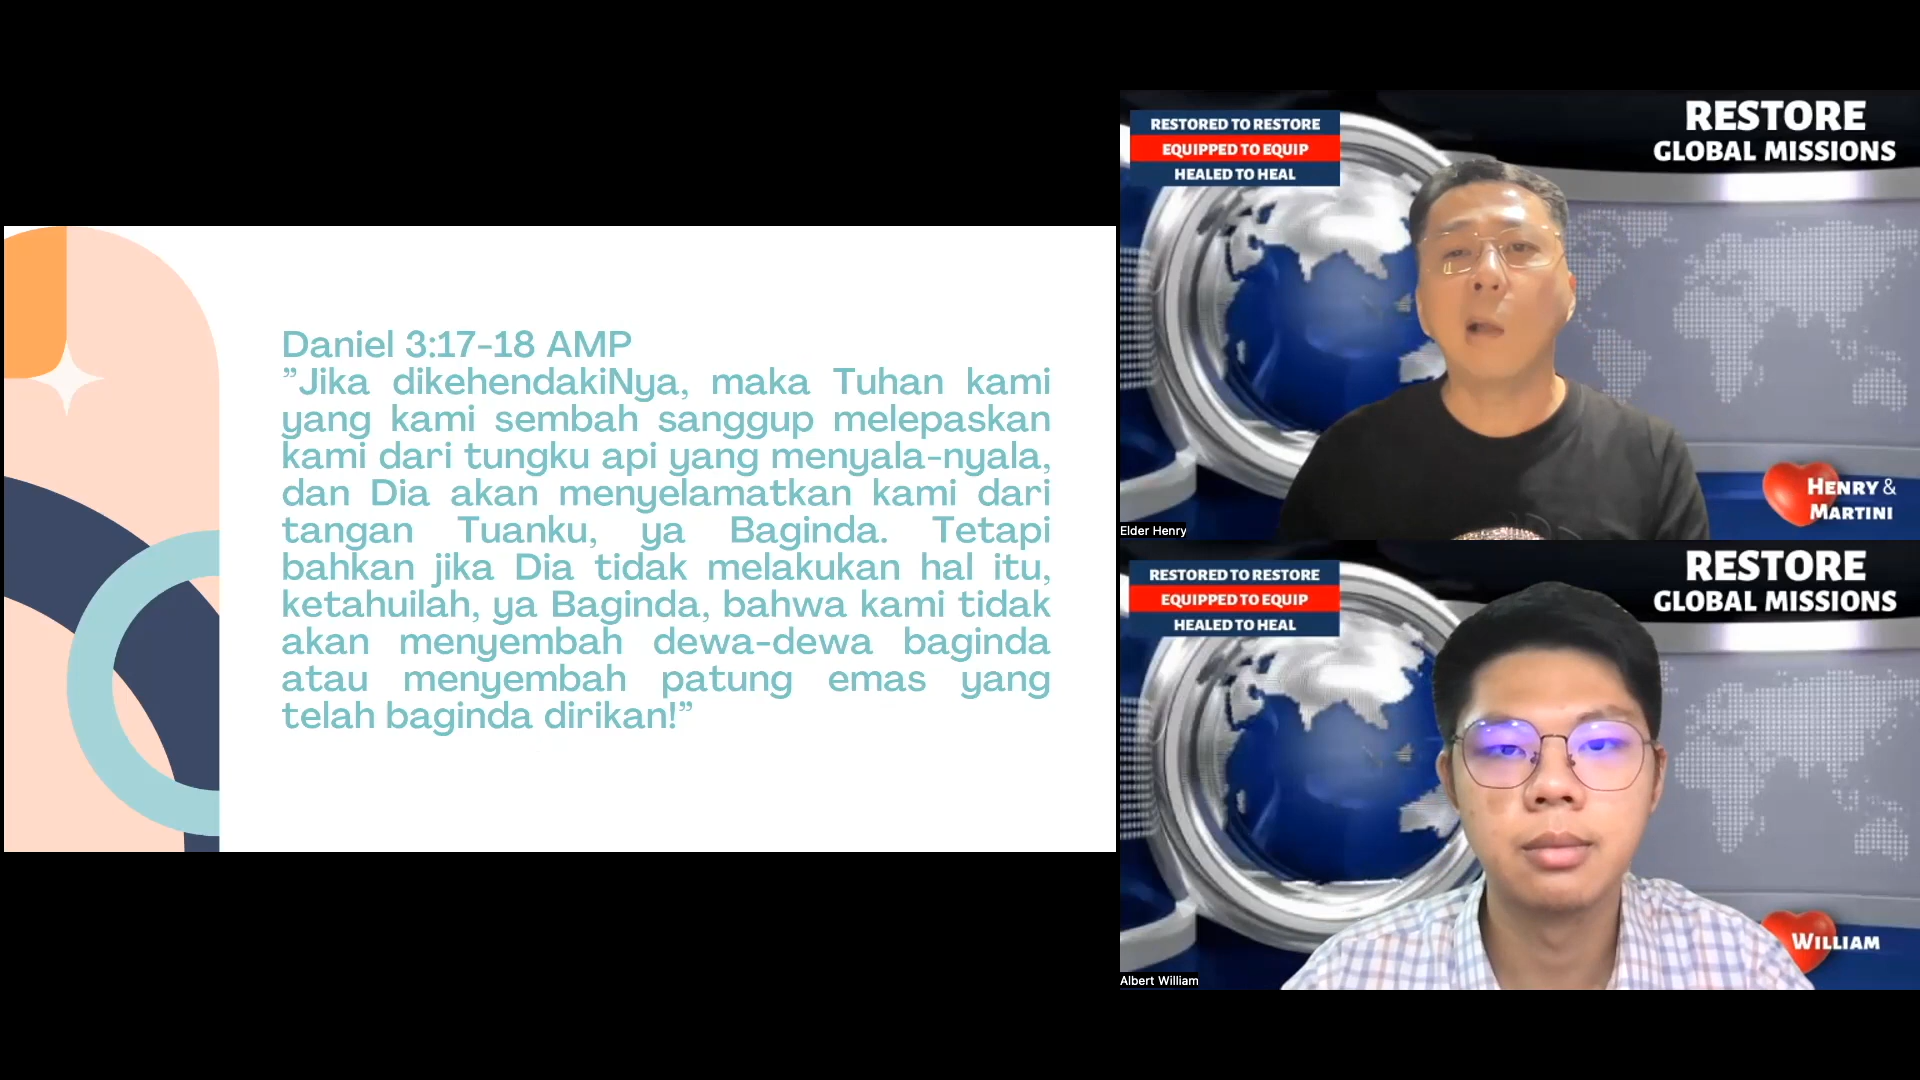 Daniel 3:17-18 AMP
”Jika dikehendakiNya, maka Tuhan kami
yang kami sembah sanggup melepaskan
kami dari tungku api yang menyala-nyala,
dan Dia akan menyelamatkan kami dari
tangan Tuanku, ya Baginda. Tetapi
bahkan jika Dia tidak melakukan hal itu,
ketahuilah, ya Baginda, bahwa kami tidak
akan menyembah dewa-dewa baginda
atau menyembah patung emas yang
telah baginda dirikan!”
RESTORED TO RESTORE
EQUIPPED TO EQUIP
HEALED TO HEAL
RESTORE
GLOBAL MISSIONS
HENRY &
MARTINI
Elder Henry
RESTORED TO RESTORE
EQUIPPED TO EQUIP
HEALED TO HEAL
RESTORE
GLOBAL MISSIONS
WILLIAM
Albert William